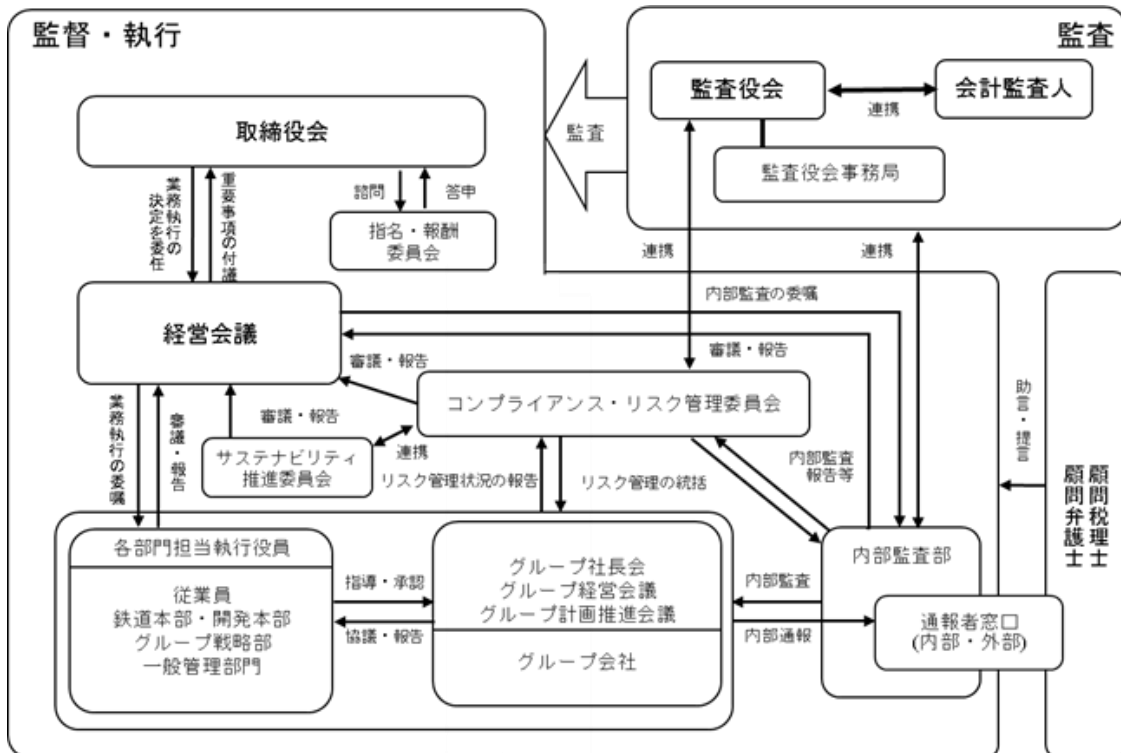 監督・執行
監査
監査役会
会計監査人
連携
監査役会事務局
監査
取締役会
業務執行の
決定を委任
重要事項の付議
諮問
答申
指名・報酬
委員会
連携
連携
経営会議
内部監査の委嘱
審議・報告
審議・報告
コンプライアンス・リスク管理委員会
助言・提言
業務執行の委嘱
審議・報告
審議・報告
サステナビリティ
推進委員会
連携
リスク管理状況の報告
リスク管理の統括
内部監査
報告等
顧問税理士
顧問弁護士
各部門担当執行役員
従業員
鉄道本部・開発本部
グループ戦略部
一般管理部門
指導・承認
協議・報告
グループ社長会
グループ経営会議
グループ計画推進会議
グループ会社
内部監査
内部通報
内部監査部
通報者窓口
(内部・外部)